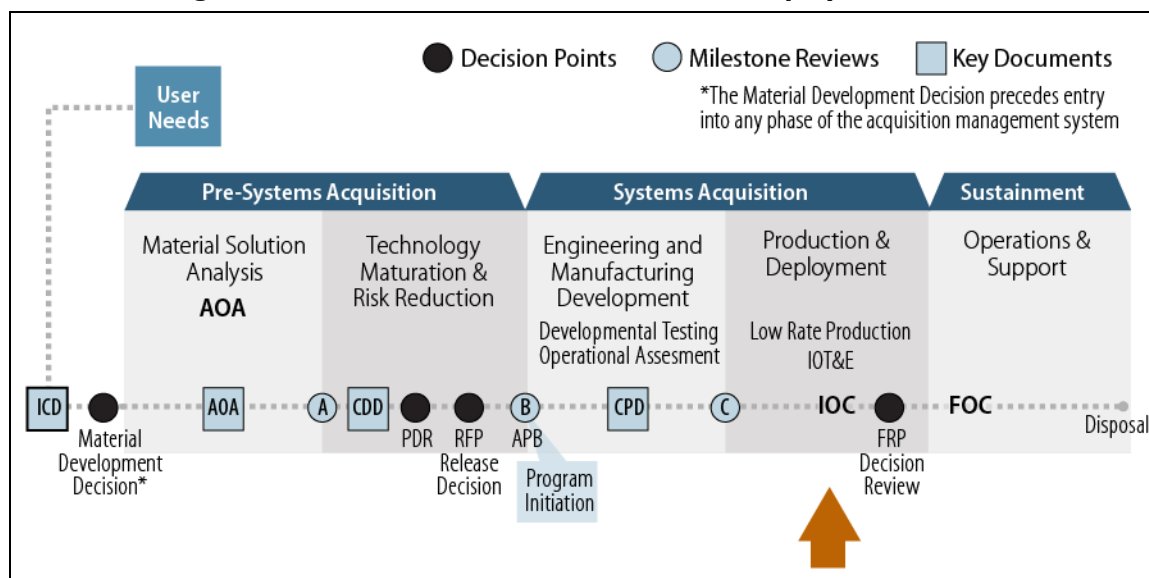 Decision Points
Milestone Reviews
Key Documents
*The Material Development Decision precedes entry
into any phase of the acquisition management system
User
Needs
Pre-Systems Acquisition
Systems Acquisition
Sustainment
Material Solution
Analysis
AOA
Technology
Maturation &
Risk Reduction
Engineering and
Manufacturing
Development
Developmental Testing
Operational Assesment
Production &
Deployment
Low Rate Production
IOT&E
Operations &
Support
ICD
AOA
A
CDD
B
CPD
C
IOC
FOC
Material
Development
Decision*
PDR
RFP
Release
Decision
APB
Program
Initiation
FRP
Decision
Review
Disposal